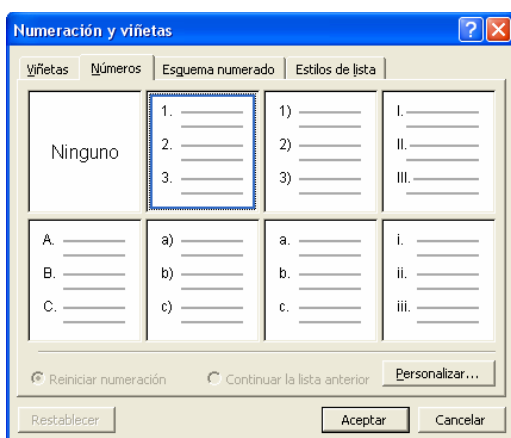 Numeración y viñetas
Viñetas Números Esquema numerado Estilos de lista
Ninguno
1.
2.
3.
1)
2)
3)
I.
II.
III.
A.
B.
C.
a)
b)
c)
a.
b.
c.
i.
ii.
iii.
Reiniciar numeración Continuar la lista anterior Personalizar...
Restablecer Aceptar Cancelar